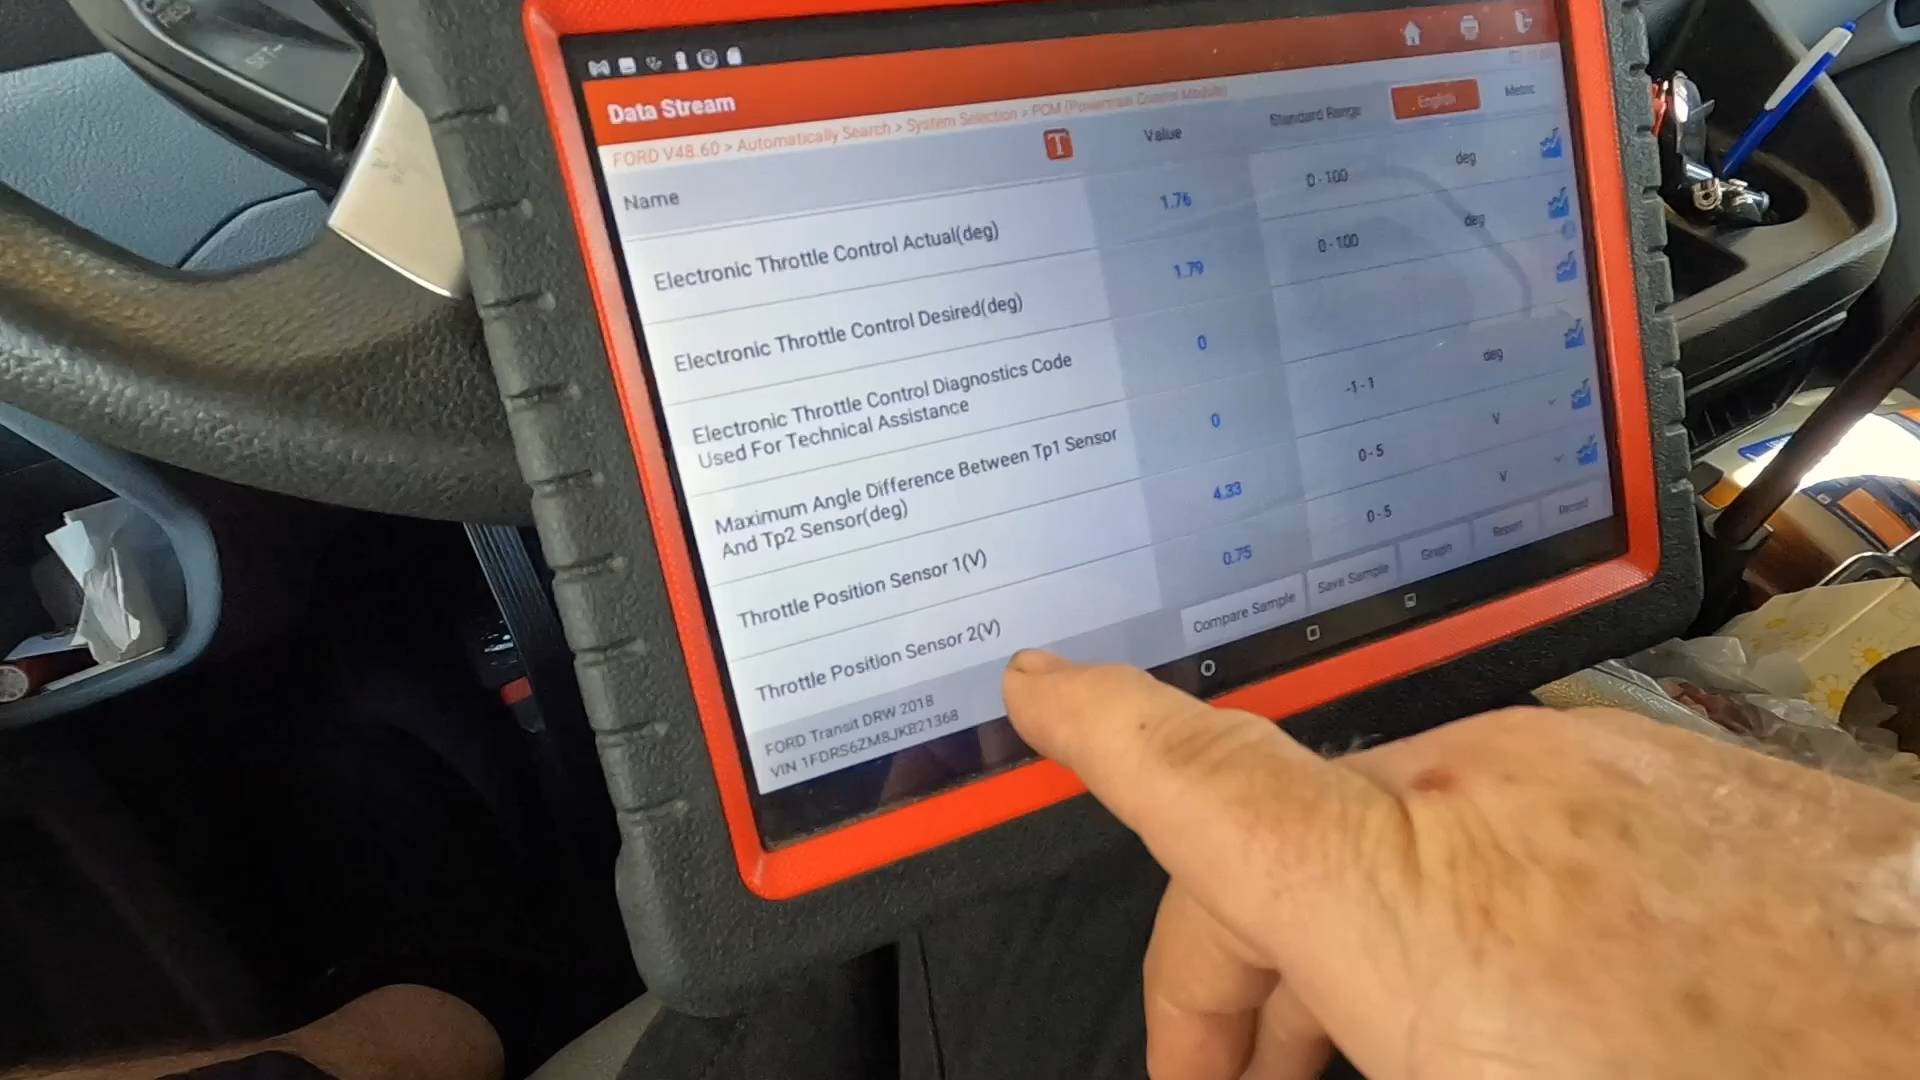 SET-
Data Stream
FORD V48.60 > Automatically Search > System Selection > PCM (Powertrain Control Module)
Name
T
Value
Standard Range
English
Metric
Electronic Throttle Control Actual(deg)
1.76
0 - 100
deg
Electronic Throttle Control Desired(deg)
1.79
0 - 100
deg
Electronic Throttle Control Diagnostics Code
Used For Technical Assistance
0
Maximum Angle Difference Between Tp1 Sensor
And Tp2 Sensor(deg)
0
-1 - 1
deg
Throttle Position Sensor 1(V)
4.33
0 - 5
V
Throttle Position Sensor 2(V)
0.75
0 - 5
V
Compare Sample
Save Sample
Graph
Report
Record
FORD Transit DRW 2018
VIN 1FDRS6ZM8JKB21368